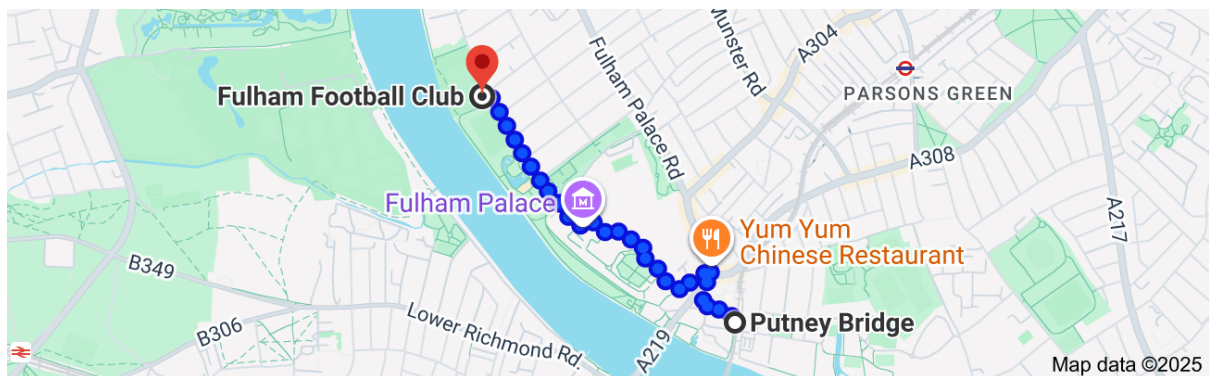 Fulham Football Club
Fulham Palace Rd
Munster Rd
A304
PARSONS GREEN
A308
Fulham Palace
M
Yum Yum
Chinese Restaurant
A217
B349
B306
Lower Richmond Rd.
A219
Putney Bridge
Map data ©2025